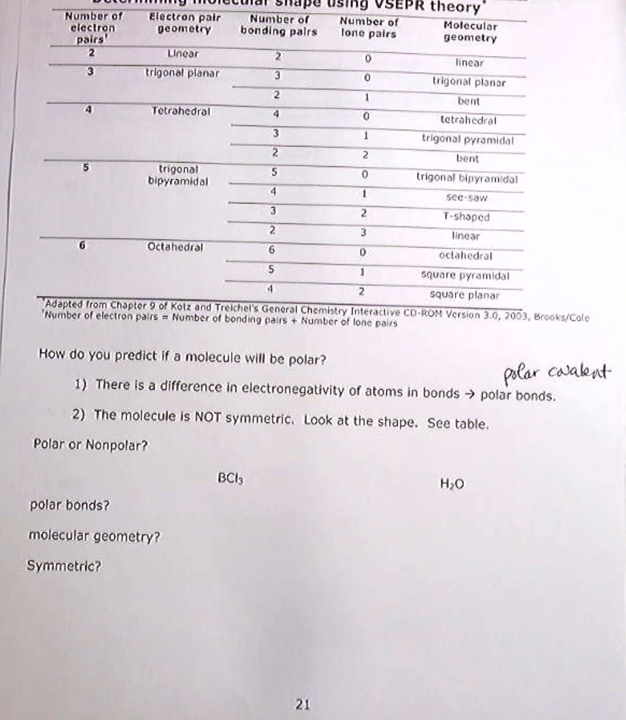 Determining molecular shape using VSEPR theory*
Number of electron pairs† Electron pair geometry Number of bonding pairs Number of lone pairs Molecular geometry
2 Linear 2 0 linear
3 trigonal planar 3 0 trigonal planar
2 1 bent
4 Tetrahedral 4 0 tetrahedral
3 1 trigonal pyramidal
2 2 bent
5 trigonal bipyramidal 5 0 trigonal bipyramidal
4 1 see-saw
3 2 T-shaped
2 3 linear
6 Octahedral 6 0 octahedral
5 1 square pyramidal
4 2 square planar
*Adapted from Chapter 9 of Kotz and Treichel's General Chemistry Interactive CD-ROM Version 3.0, 2003, Brooks/Cole
†Number of electron pairs = Number of bonding pairs + Number of lone pairs
How do you predict if a molecule will be polar?
polar covalent
1) There is a difference in electronegativity of atoms in bonds → polar bonds.
2) The molecule is NOT symmetric. Look at the shape. See table.
Polar or Nonpolar?
BCl₃ H₂O
polar bonds?
molecular geometry?
Symmetric?
21